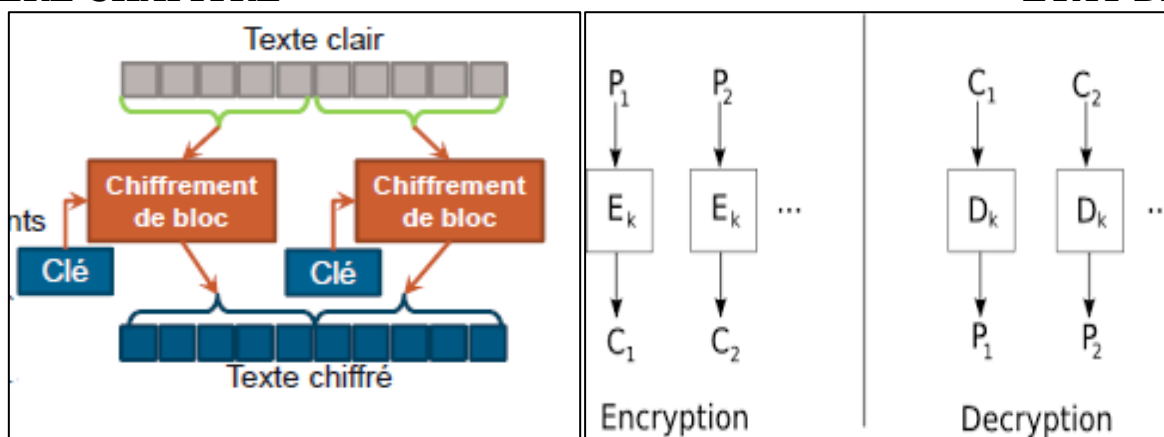 Texte clair
Chiffrement
de bloc
Chiffrement
de bloc
nts
Clé
Clé
Texte chiffré
P1 P2 C1 C2
Ek Ek ... Dk Dk ...
C1 C2 P1 P2
Encryption Decryption